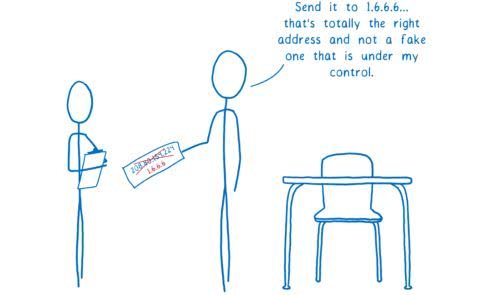 Send it to 1.6.6.6...
that's totally the right
address and not a fake
one that is under my
control.
1.6.6.6